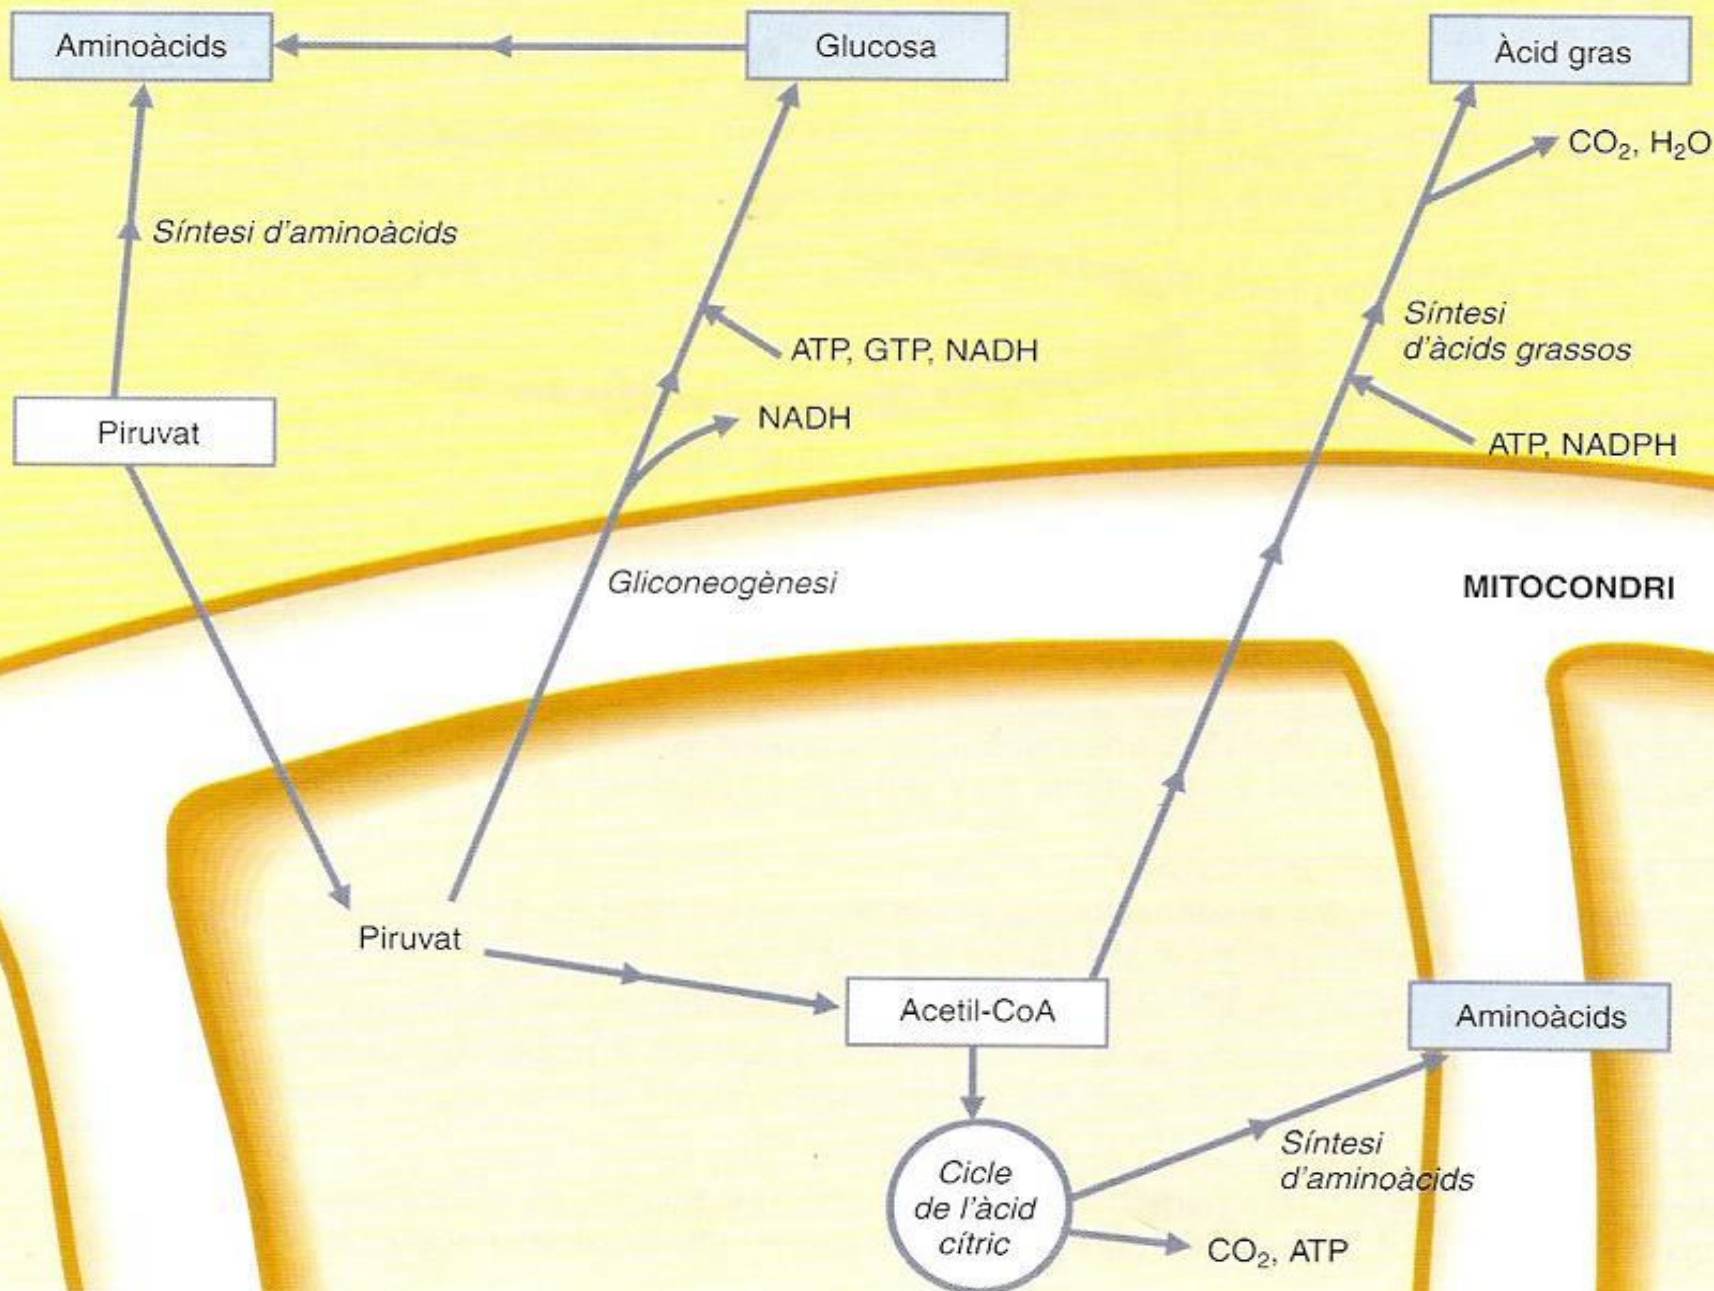 Aminoàcids
Glucosa
Àcid gras
CO₂, H₂O
Síntesi d'aminoàcids
Síntesi
d'àcids grassos
ATP, GTP, NADH
NADH
Piruvat
ATP, NADPH
Gliconeogènesi
MITOCONDRI
Piruvat
Acetil-CoA
Aminoàcids
Síntesi
d'aminoàcids
Cicle
de l'àcid
cítric
CO₂, ATP